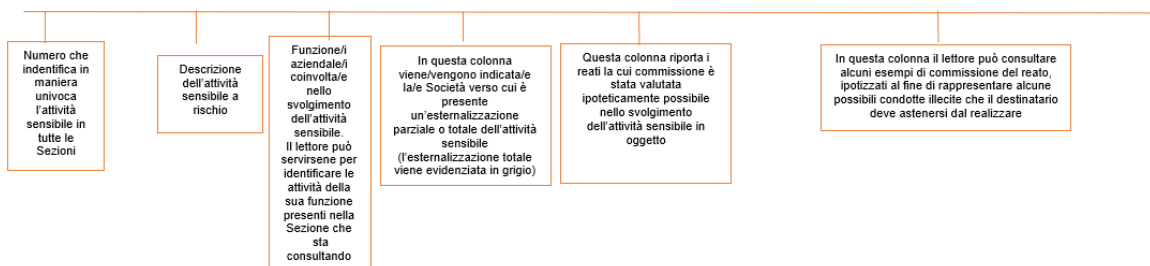 Numero che
indentifica in
maniera
univoca
l'attività
sensibile in
tutte le
Sezioni
Descrizione
dell'attività
sensibile a
rischio
Funzione/i
aziendale/e
coinvolta/e
nello
svolgimento
dell'attività
sensibile.
Il lettore può
servirsene per
identificare le
attività della
sua funzione
presenti nella
Sezione che
sta
consultando
In questa colonna
viene/vengono indicata/e
la/e Società verso cui è
presente
un'esternalizzazione
parziale o totale dell'attività
sensibile
(l'esternalizzazione totale
viene evidenziata in grigio)
Questa colonna riporta i
reati la cui commissione è
stata valutata
ipoteticamente possibile
nello svolgimento
dell'attività sensibile in
oggetto
In questa colonna il lettore può consultare
alcuni esempi di commissione del reato,
ipotizzati al fine di rappresentare alcune
possibili condotte illecite che il destinatario
deve astenersi dal realizzare